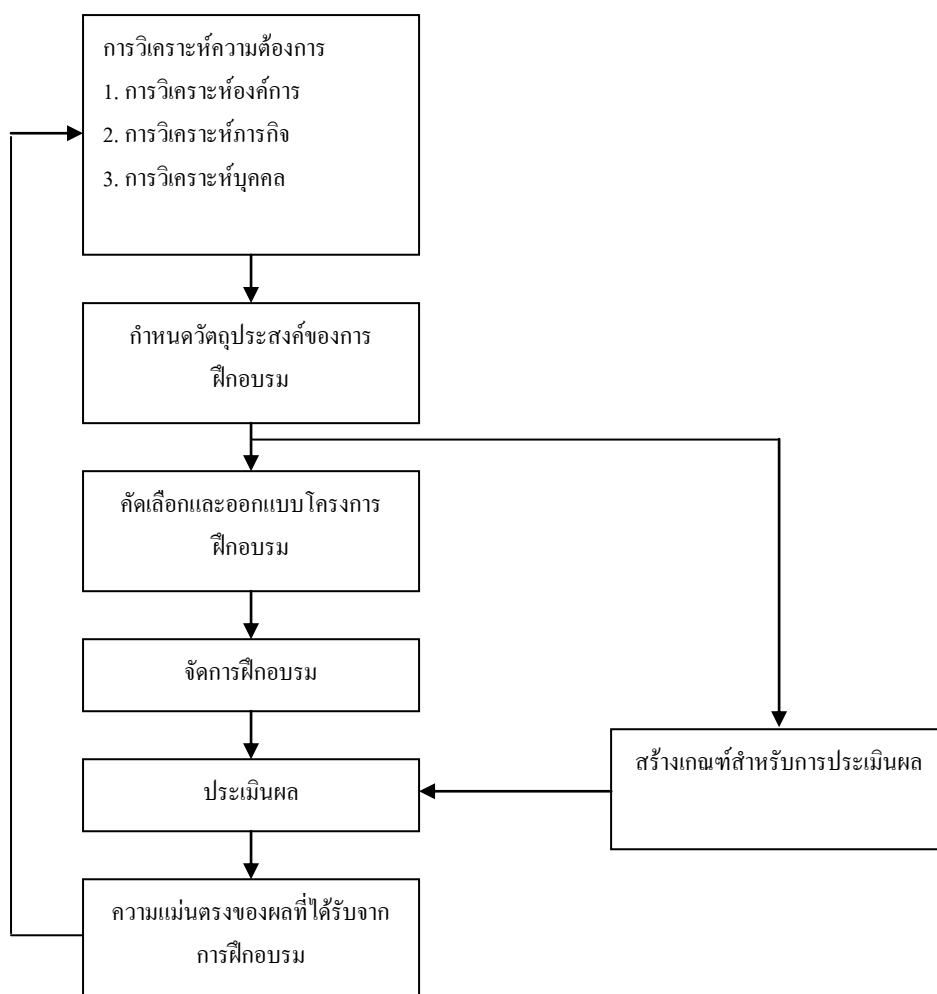 การวิเคราะห์ความต้องการ
1. การวิเคราะห์องค์การ
2. การวิเคราะห์ภารกิจ
3. การวิเคราะห์บุคคล
กำหนดวัตถุประสงค์ของการ
ฝึกอบรม
คัดเลือกและออกแบบโครงการ
ฝึกอบรม
จัดการฝึกอบรม
สร้างเกณฑ์สำหรับการประเมินผล
ประเมินผล
ความแม่นตรงของผลที่ได้รับจาก
การฝึกอบรม